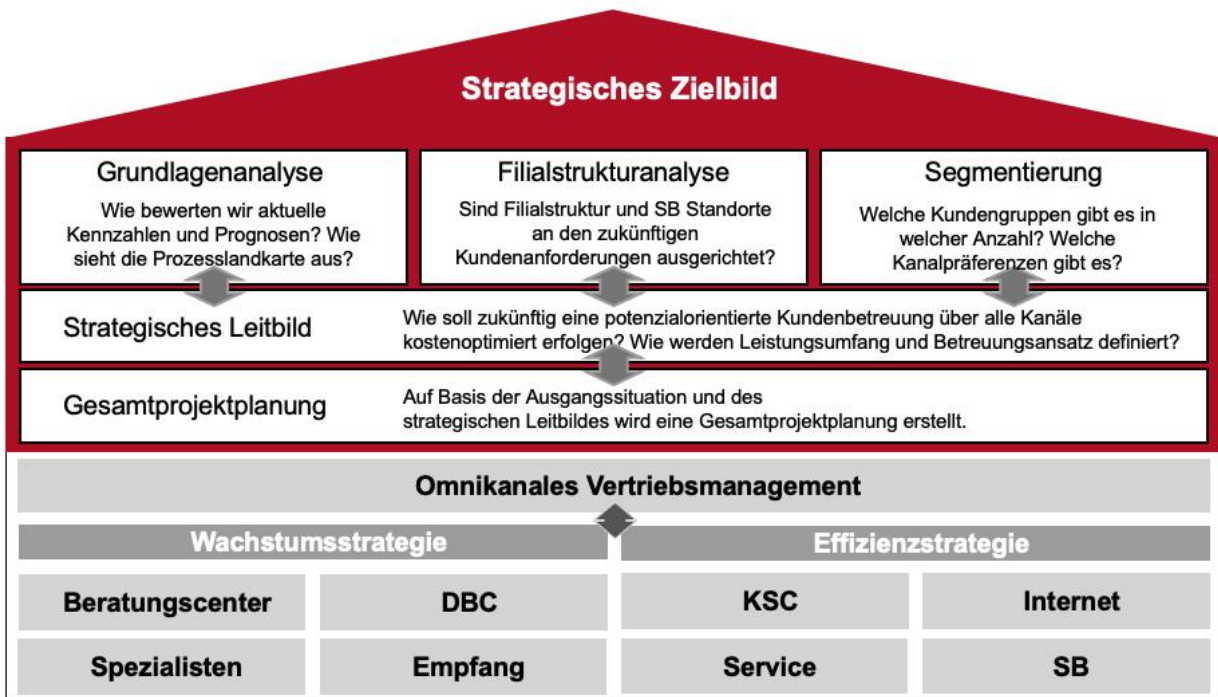 Strategisches Zielbild
Grundlagenanalyse
Wie bewerten wir aktuelle
Kennzahlen und Prognosen? Wie
sieht die Prozesslandkarte aus?
Filialstrukturanalyse
Sind Filialstruktur und SB Standorte
an den zukünftigen
Kundenanforderungen ausgerichtet?
Segmentierung
Welche Kundengruppen gibt es in
welcher Anzahl? Welche
Kanalpräferenzen gibt es?
Strategisches Leitbild
Wie soll zukünftig eine potenzialorientierte Kundenbetreuung über alle Kanäle
kostenoptimiert erfolgen? Wie werden Leistungsumfang und Betreuungsansatz definiert?
Gesamtprojektplanung
Auf Basis der Ausgangssituation und des
strategischen Leitbildes wird eine Gesamtprojektplanung erstellt.
Omnikanales Vertriebsmanagement
Wachstumsstrategie
Effizienzstrategie
Beratungscenter
DBC
KSC
Internet
Spezialisten
Empfang
Service
SB